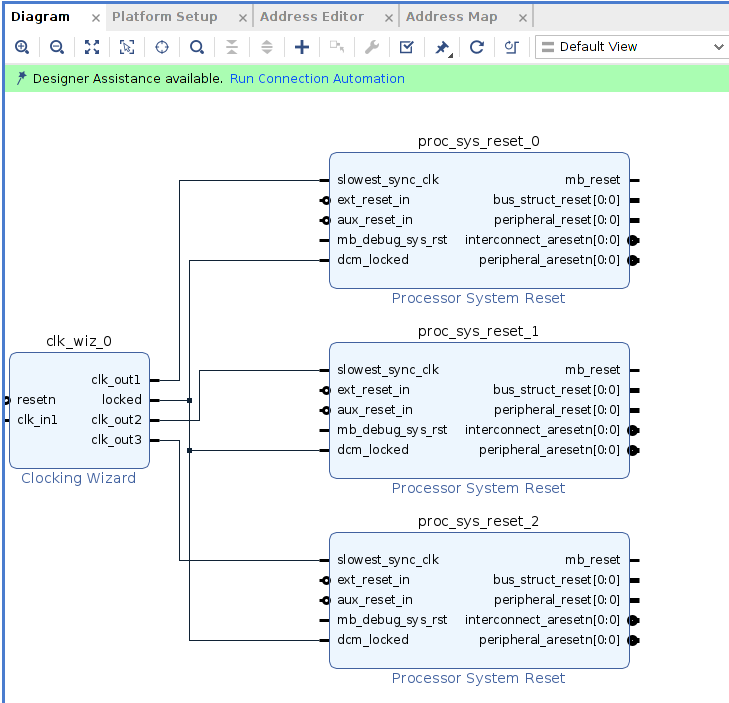 Diagram × Platform Setup × Address Editor × Address Map ×
Default View
Designer Assistance available. Run Connection Automation
proc_sys_reset_0
slowest_sync_clk mb_reset
ext_reset_in bus_struct_reset[0:0]
aux_reset_in peripheral_reset[0:0]
mb_debug_sys_rst interconnect_aresetn[0:0]
dcm_locked peripheral_aresetn[0:0]
Processor System Reset
proc_sys_reset_1
slowest_sync_clk mb_reset
ext_reset_in bus_struct_reset[0:0]
aux_reset_in peripheral_reset[0:0]
mb_debug_sys_rst interconnect_aresetn[0:0]
dcm_locked peripheral_aresetn[0:0]
Processor System Reset
clk_wiz_0
clk_out1
resetn locked
clk_in1 clk_out2
clk_out3
Clocking Wizard
proc_sys_reset_2
slowest_sync_clk mb_reset
ext_reset_in bus_struct_reset[0:0]
aux_reset_in peripheral_reset[0:0]
mb_debug_sys_rst interconnect_aresetn[0:0]
dcm_locked peripheral_aresetn[0:0]
Processor System Reset